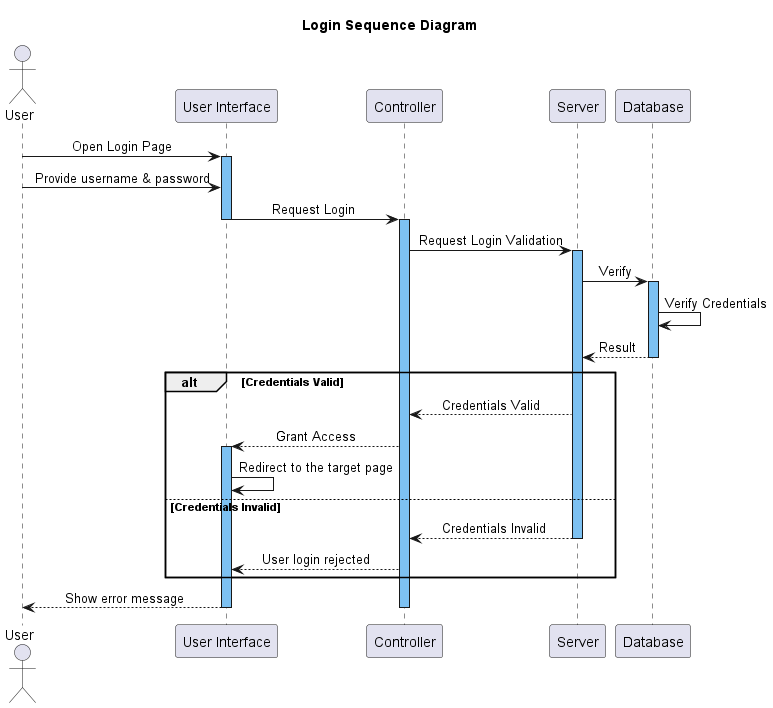 Login Sequence Diagram
User
User Interface
Controller
Server
Database
Open Login Page
Provide username & password
Request Login
Request Login Validation
Verify
Verify Credentials
Result
alt
[Credentials Valid]
Credentials Valid
Grant Access
Redirect to the target page
[Credentials Invalid]
Credentials Invalid
User login rejected
Show error message
User
User Interface
Controller
Server
Database